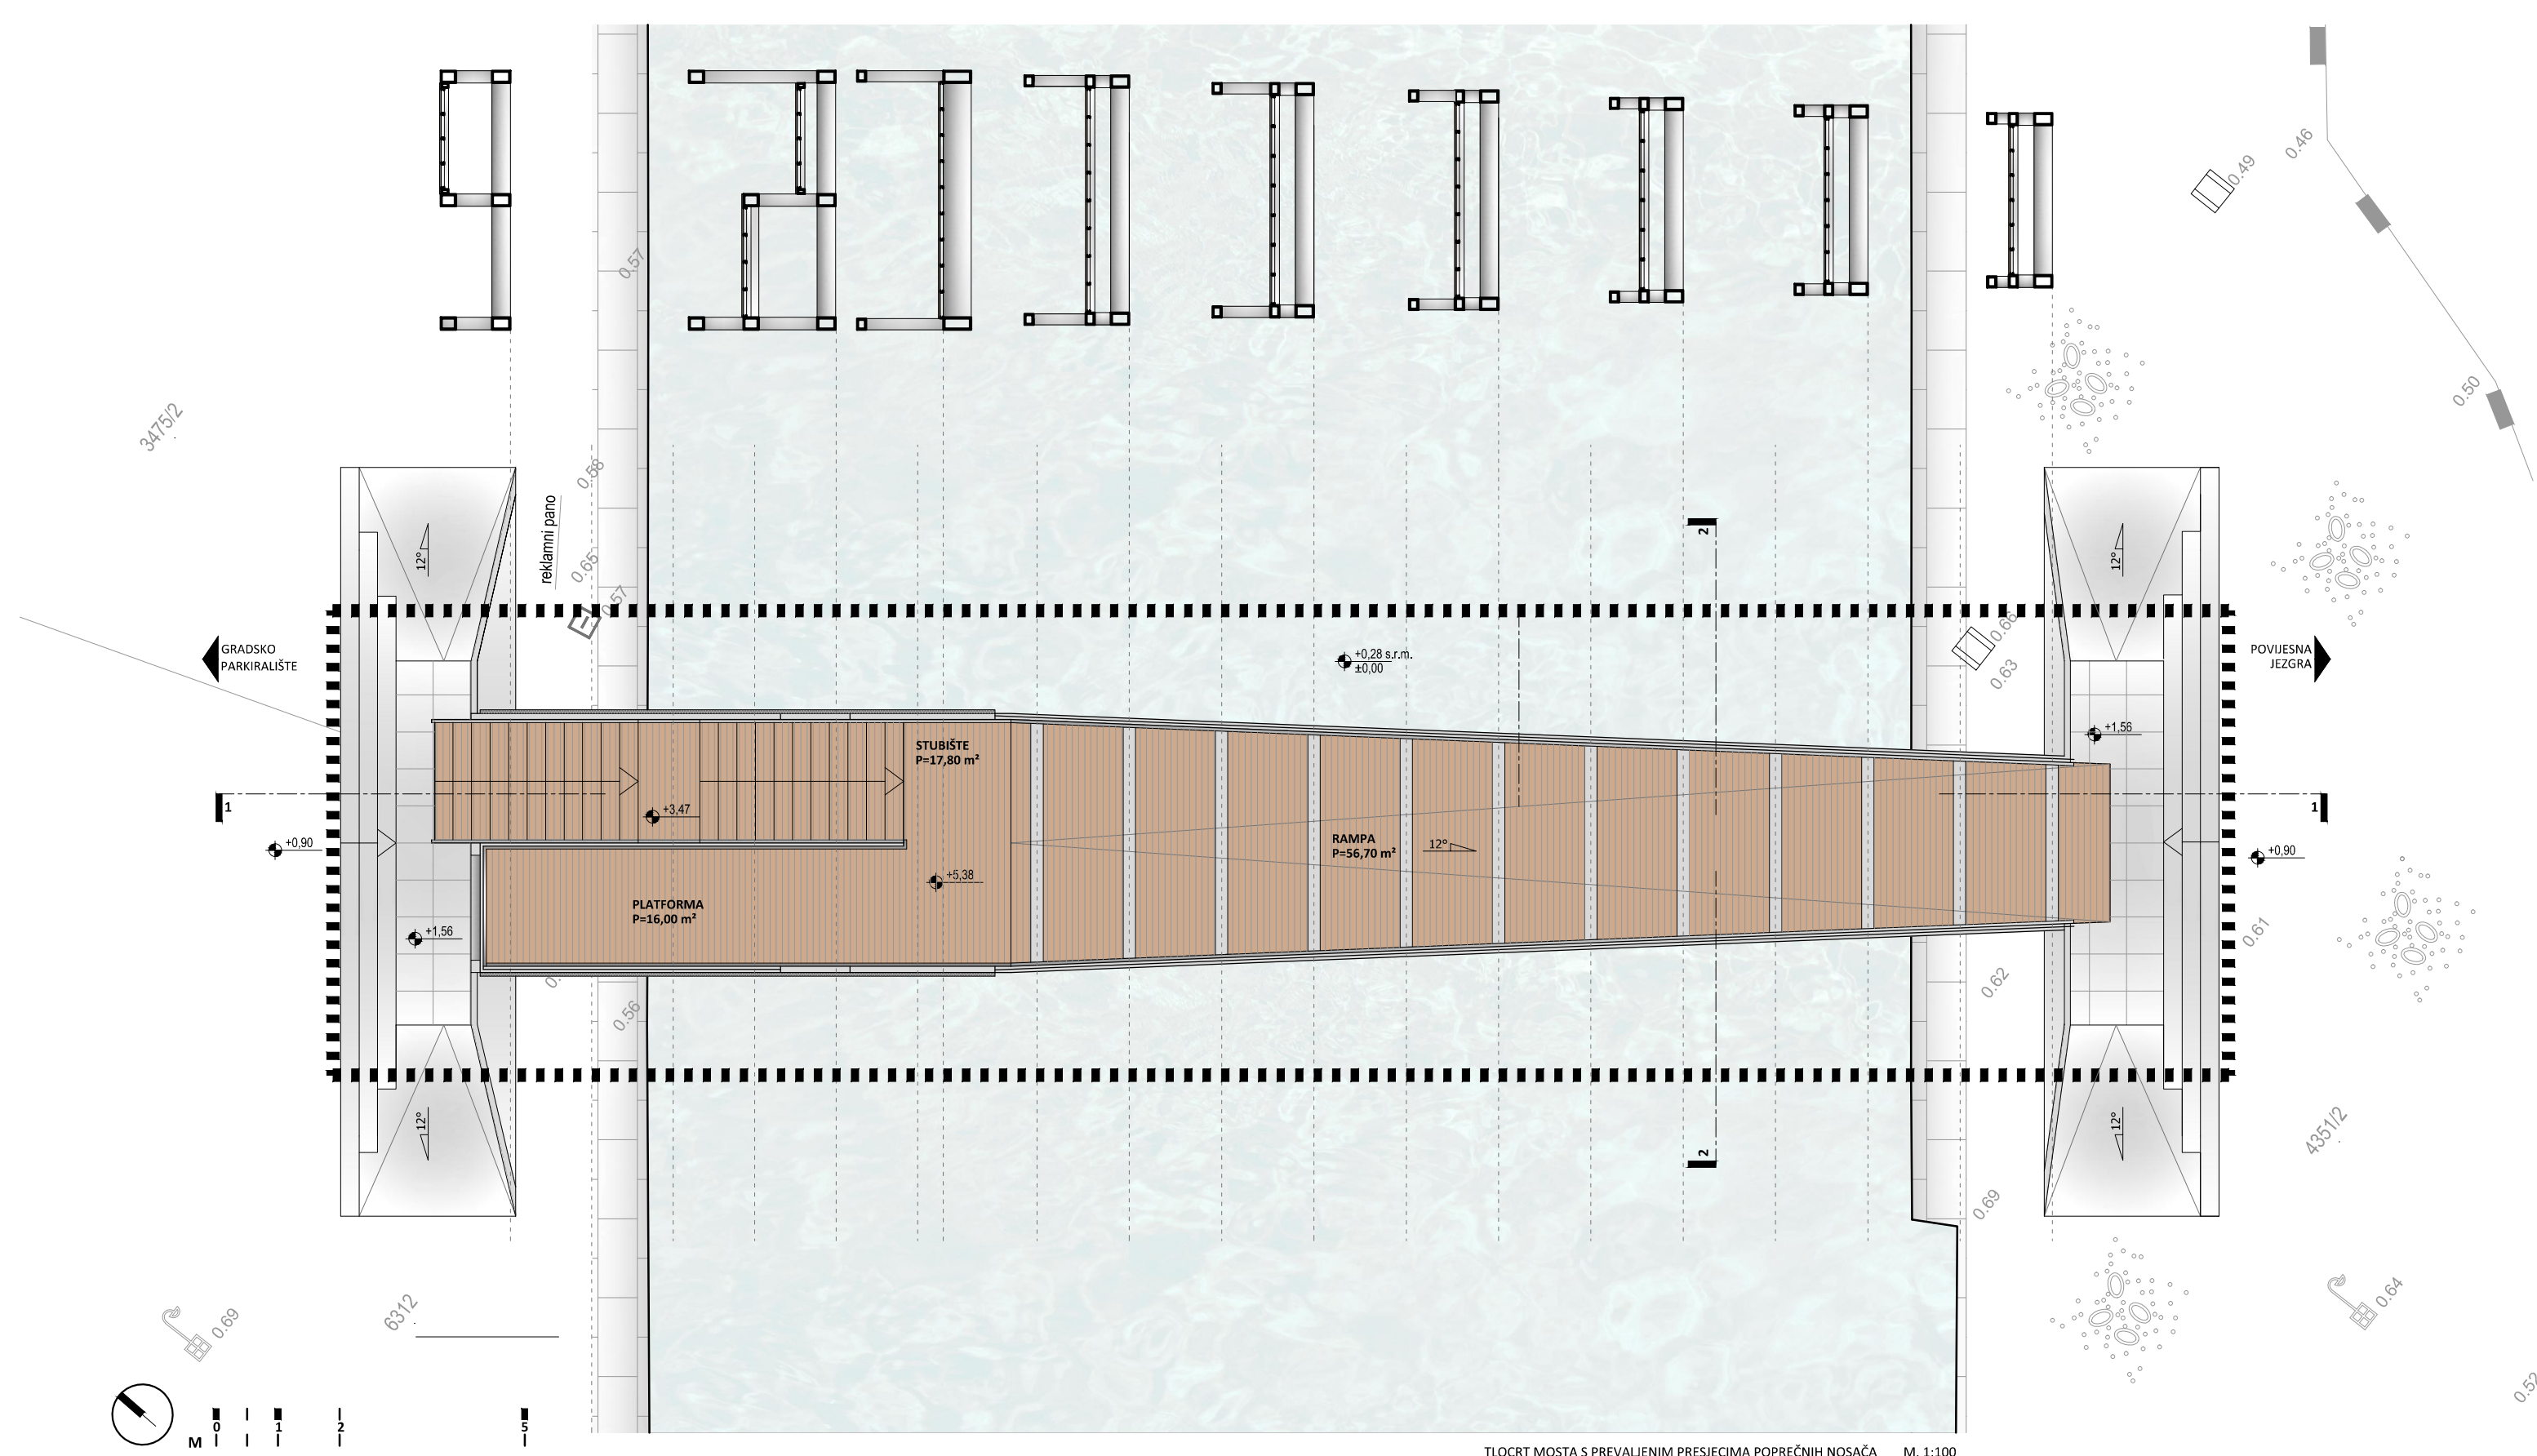 0.46
0.49
0.57
0.50
3475/2
0.58
reklamni pano
0.65
0.57
2
12°
12°
0.66
0.63
GRADSKO
PARKIRALIŠTE
+0,28 s.r.m.
±0,00
POVIJESNA
JEZGRA
+1,56
STUBIŠTE
P=17,80 m²
1
+3,47
1
+0,90
RAMPA
P=56,70 m²
12°
+0,90
+5,38
PLATFORMA
P=16,00 m²
+1,56
0.61
0.62
0.56
12°
12°
2
4351/2
0.69
0.69
6312
0.64
0.52
M
0
1
2
5
TLOCRT MOSTA S PREVALJENIM PRESJECIMA POPREČNIH NOSAČA M. 1:100